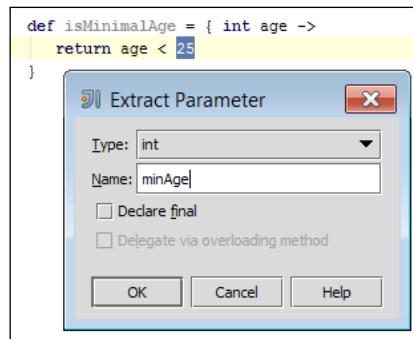 def isMinimalAge = { int age ->
return age < 25
}
Extract Parameter
Type: int
Name: minAge
Declare final
Delegate via overloading method
OK Cancel Help